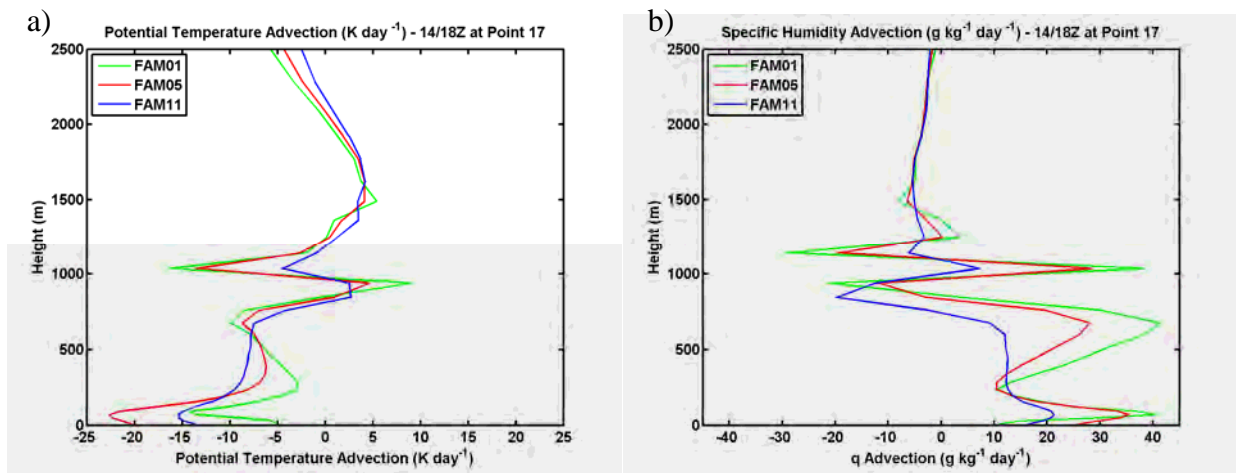 a)
Potential Temperature Advection (K day -1) - 14/18Z at Point 17
2500
FAM01
FAM05
FAM11
2000
1500
1000
500
0
Height (m)
-25 -20 -15 -10 -5 0 5 10 15 20 25
Potential Temperature Advection (K day-1)
b)
Specific Humidity Advection (g kg-1 day-1) - 14/18Z at Point 17
2500
FAM01
FAM05
FAM11
2000
1500
1000
500
0
Height (m)
-40 -30 -20 -10 0 10 20 30 40
q Advection (g kg-1 day-1)